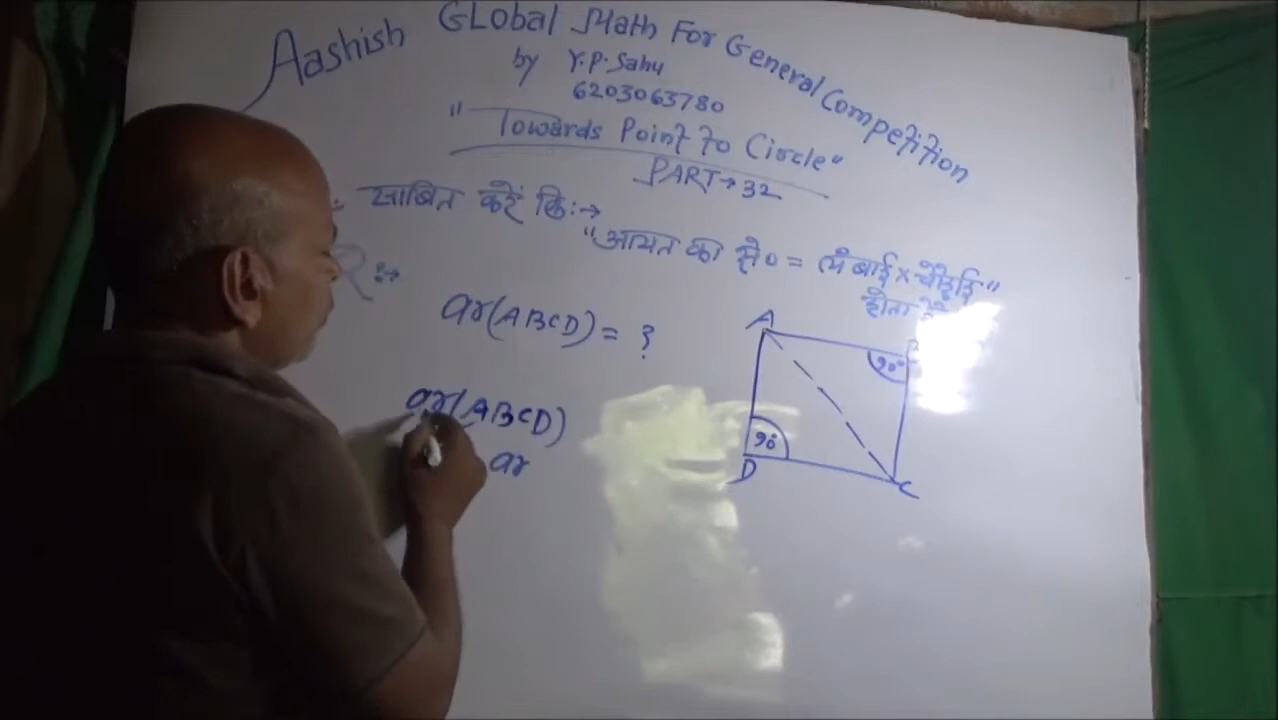 Aashish Global Math For General Competition
by Y.P. Sahu
6203063780
"Towards Point To Circle"
PART→32
साबित करें कि:→
"आयत का क्षे० = लंबाई × चौड़ाई"
होता है
ar(ABCD) = ?
A
90°
ar(ABCD)
ar
90°
D
C